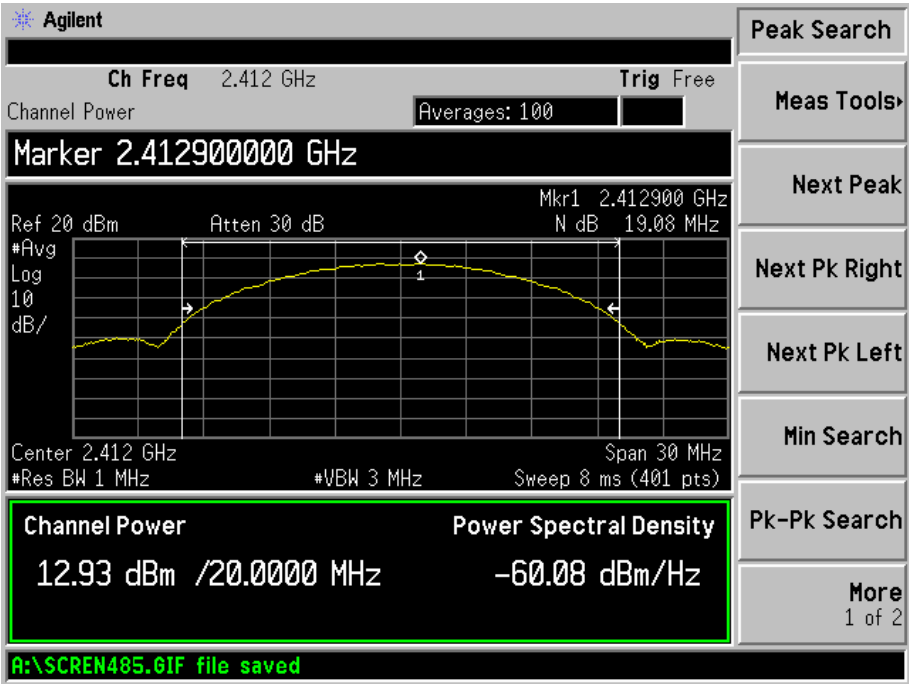 Agilent
Peak Search
Ch Freq 2.412 GHz Trig Free
Channel Power Averages: 100
Meas Tools
Marker 2.412900000 GHz
Next Peak
Mkr1 2.412900 GHz
Ref 20 dBm Atten 30 dB N dB 19.08 MHz
#Avg
Log
10
dB/
1
Next Pk Right
Next Pk Left
Min Search
Center 2.412 GHz Span 30 MHz
#Res BW 1 MHz #VBW 3 MHz Sweep 8 ms (401 pts)
Channel Power Power Spectral Density
12.93 dBm /20.0000 MHz -60.08 dBm/Hz
Pk-Pk Search
More
1 of 2
A:\SCREN485.GIF file saved